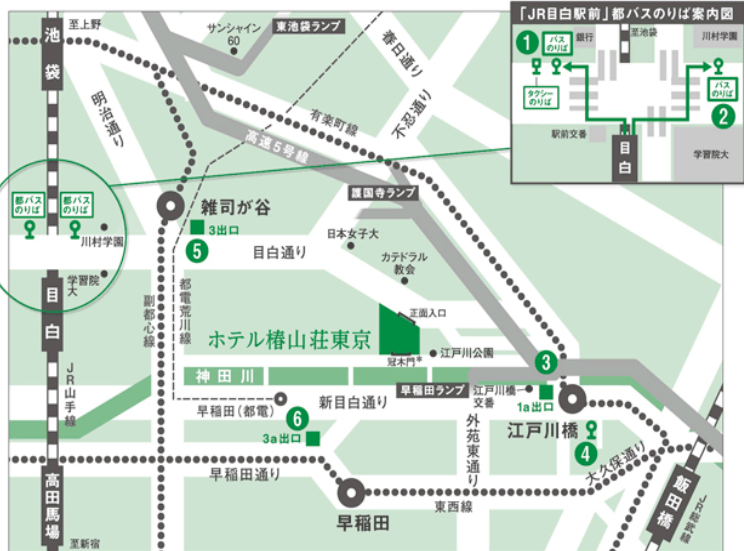 「JR目白駅前」都バスのりば案内図
1
バス
のりば
銀行
至池袋
川村学園
タクシー
のりば
バス
のりば
2
駅前交番
目白
学習院大
至上野
池袋
サンシャイン
60
東池袋ランプ
春日通り
不忍通り
明治通り
有楽町線
高速5号線
護国寺ランプ
都バス
のりば
都バス
のりば
川村学園
学習院
大
目白
雑司が谷
3出口
5
目白通り
日本女子大
カテドラル
教会
副都心線
都電荒川線
ホテル椿山荘東京
正面入口
冠木門*
江戸川公園
3
神田川
早稲田ランプ
江戸川橋
交番
1a出口
江戸川橋
4
JR山手線
早稲田(都電)
6
3a出口
新目白通り
外苑東通り
大久保通り
早稲田通り
早稲田
東西線
飯田橋
JR総武線
高田馬場
至新宿